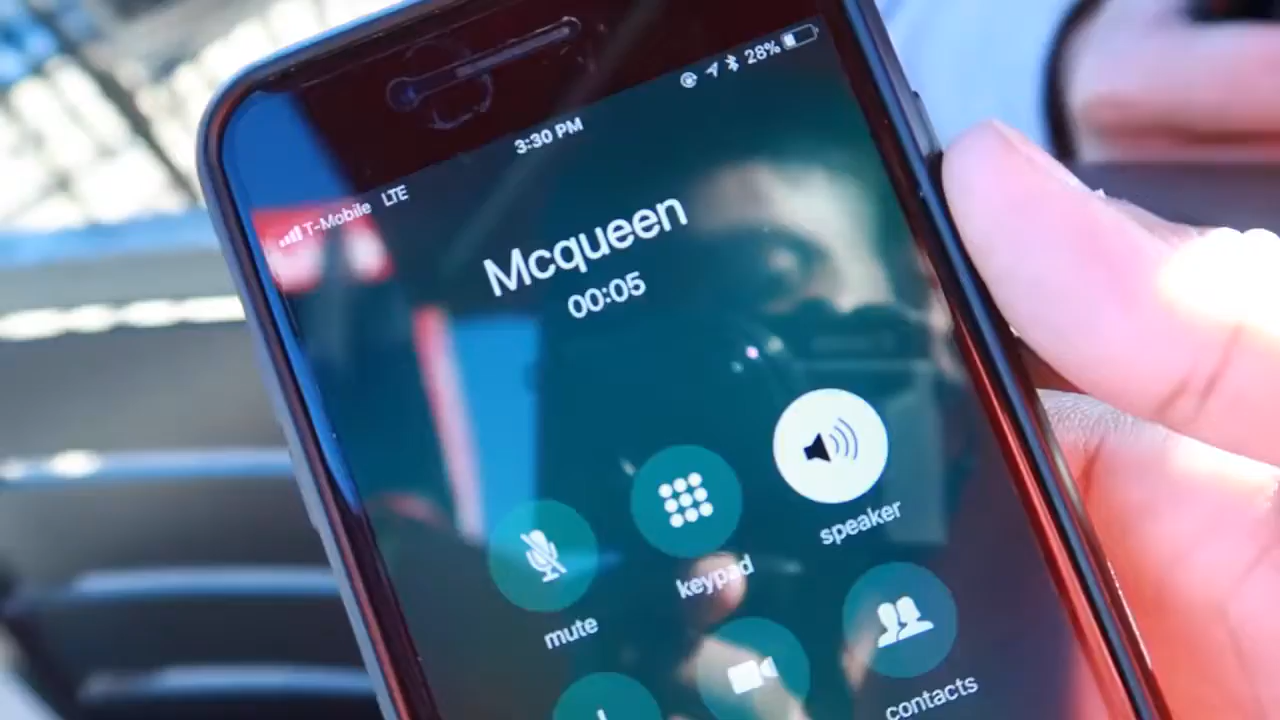 T-Mobile LTE 3:30 PM 28%
Mcqueen
00:05
mute keypad speaker
contacts